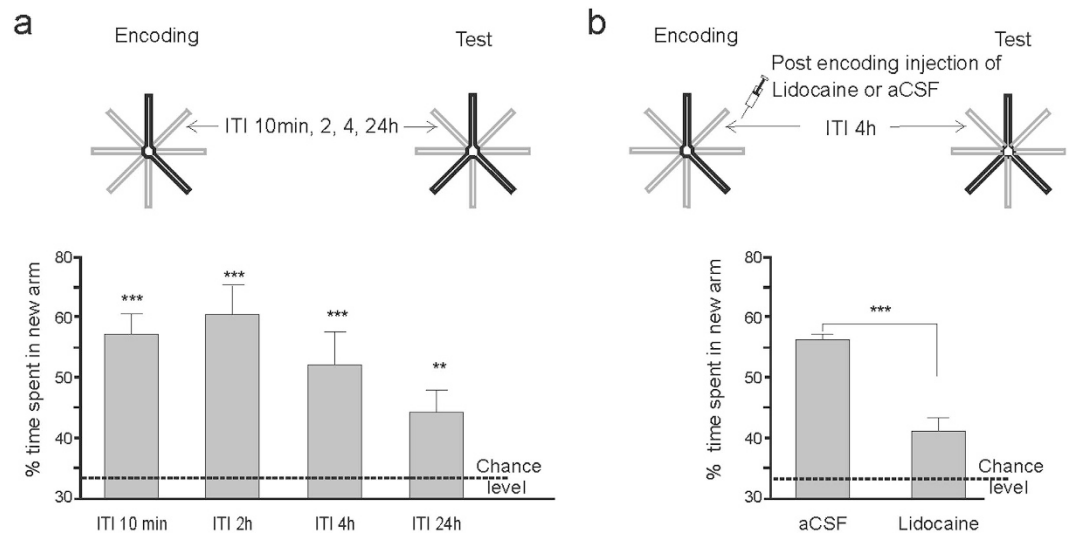 a
Encoding
Test
ITI 10min, 2, 4, 24h
% time spent in new arm
80
60
50
40
30
***
***
***
**
Chance
level
ITI 10 min
ITI 2h
ITI 4h
ITI 24h
b
Encoding
Test
Post encoding injection of
Lidocaine or aCSF
ITI 4h
% time spent in new arm
80
60
50
40
30
***
Chance
level
aCSF
Lidocaine